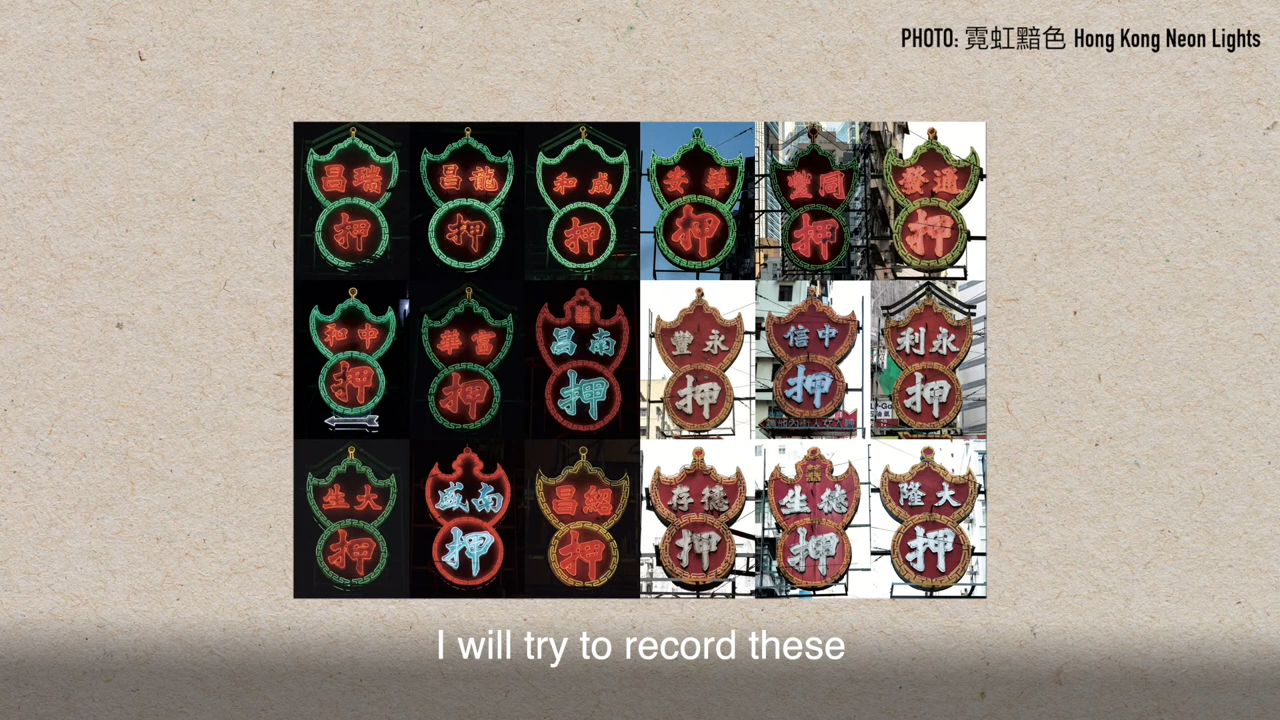 PHOTO: 霓虹黯色 Hong Kong Neon Lights
瑞昌
押
龍昌
押
成和
押
華安
押
同豐
押
通發
押
中和
押
富華
押
南昌
押
永豐
押
中信
押
永利
押
大生
押
南威
押
紹昌
押
德存
押
德生
押
大隆
押
I will try to record these